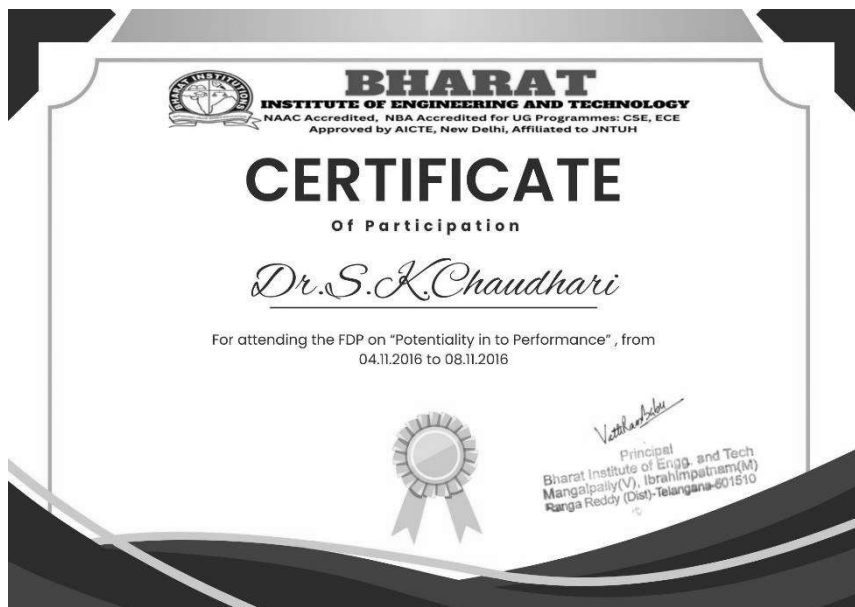 BHARAT INSTITUTIONS
BHARAT
INSTITUTE OF ENGINEERING AND TECHNOLOGY
NAAC Accredited, NBA Accredited for UG Programmes: CSE, ECE
Approved by AICTE, New Delhi, Affiliated to JNTUH
CERTIFICATE
Of Participation
Dr.S.K.Chaudhari
For attending the FDP on “Potentiality in to Performance” , from
04.11.2016 to 08.11.2016
Principal
Bharat Institute of Engg. and Tech
Mangalpally(V), Ibrahimpatnam(M)
Ranga Reddy (Dist)-Telangana-501510